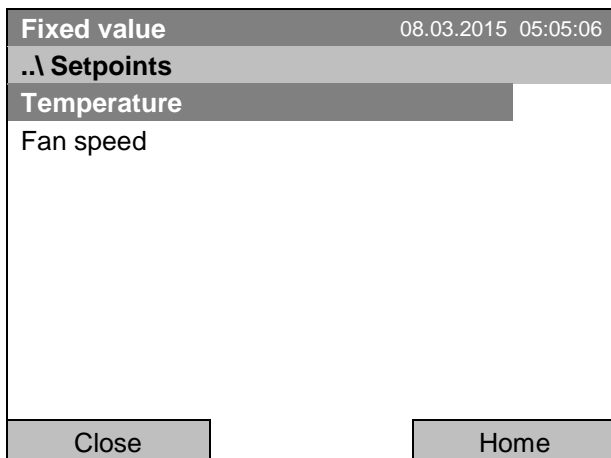 Fixed value 08.03.2015 05:05:06
..\ Setpoints
Temperature
Fan speed
Close Home